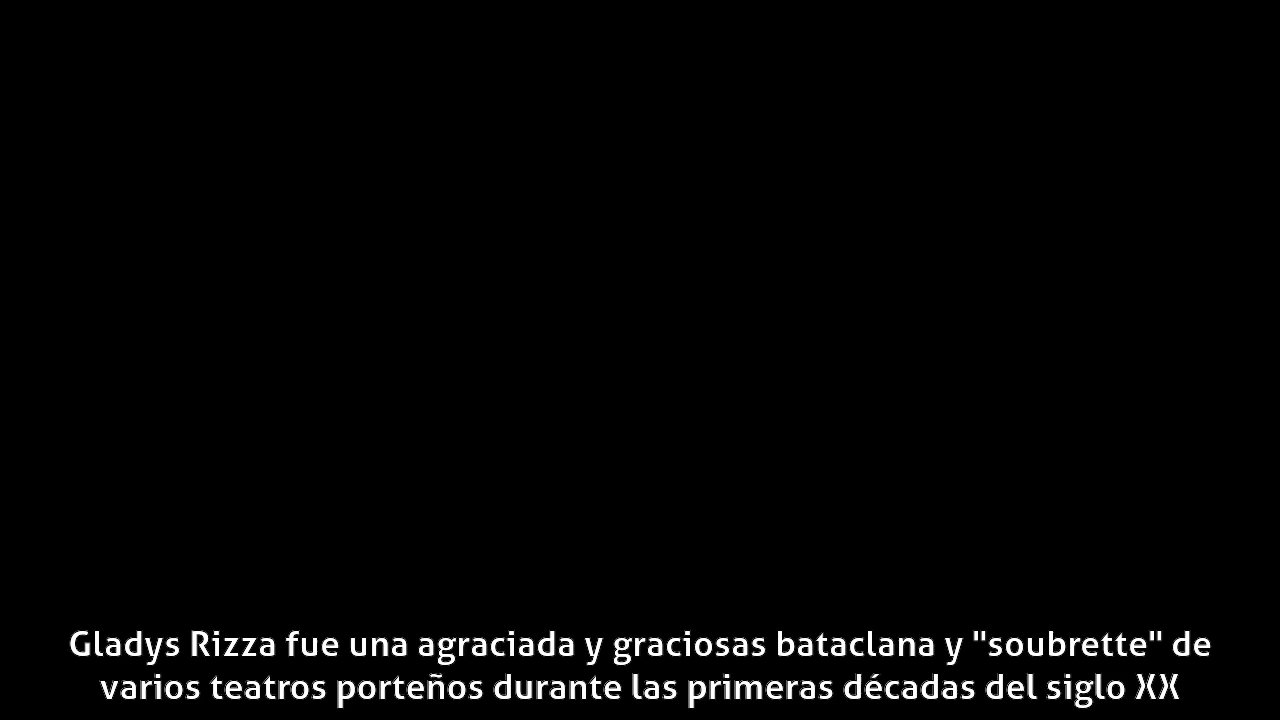 Gladys Rizza fue una agraciada y graciosas bataclana y "soubrette" de
varios teatros porteños durante las primeras décadas del siglo XX